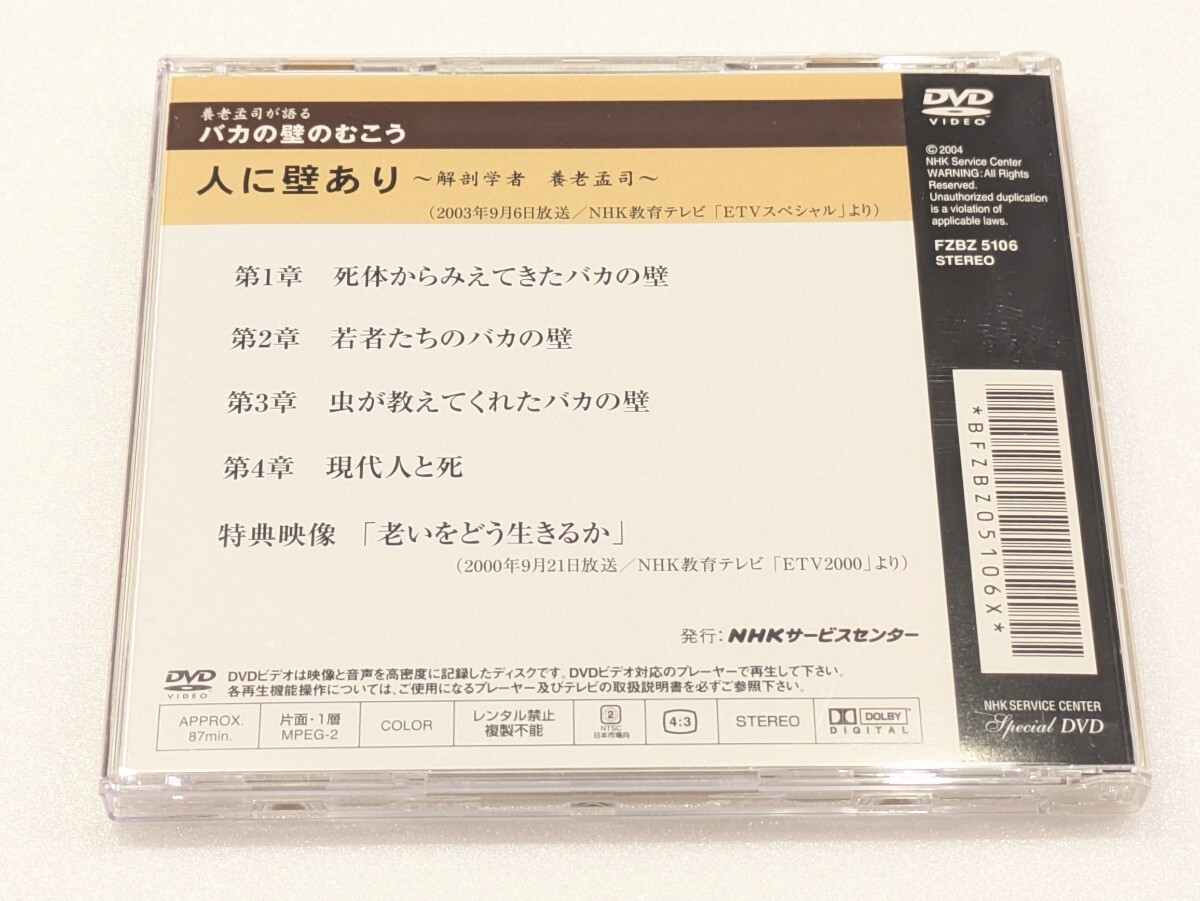 養老孟司が語る
バカの壁のむこう
人に壁あり ～解剖学者 養老孟司～
（2003年9月6日放送／NHK教育テレビ「ETVスペシャル」より）
第1章 死体からみえてきたバカの壁
第2章 若者たちのバカの壁
第3章 虫が教えてくれたバカの壁
第4章 現代人と死
特典映像 「老いをどう生きるか」
（2000年9月21日放送／NHK教育テレビ「ETV2000」より）
発行：NHKサービスセンター
DVD
VIDEO
DVDビデオは映像と音声を高密度に記録したディスクです。DVDビデオ対応のプレーヤーで再生して下さい。
各再生機能操作については、ご使用になるプレーヤー及びテレビの取扱説明書を必ずご参照下さい。
APPROX.
87min.
片面・1層
MPEG-2
COLOR
レンタル禁止
複製不能
2
NTSC
日本市場向
4:3
STEREO
DOLBY
DIGITAL
DVD
VIDEO™
©2004
NHK Service Center
WARNING: All Rights
Reserved.
Unauthorized duplication
is a violation of
applicable laws.
FZBZ 5106
STEREO
*BFZBZ05106X*
NHK SERVICE CENTER
Special DVD